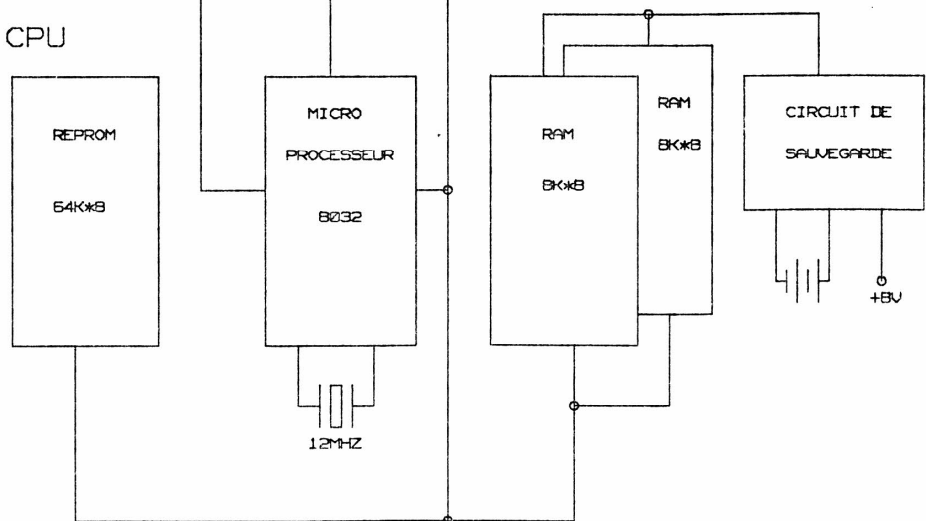 CPU
REPROM
64K*8
MICRO
PROCESSEUR
8032
12MHZ
RAM
8K*8
RAM
8K*8
CIRCUIT DE
SAUVEGARDE
+8V